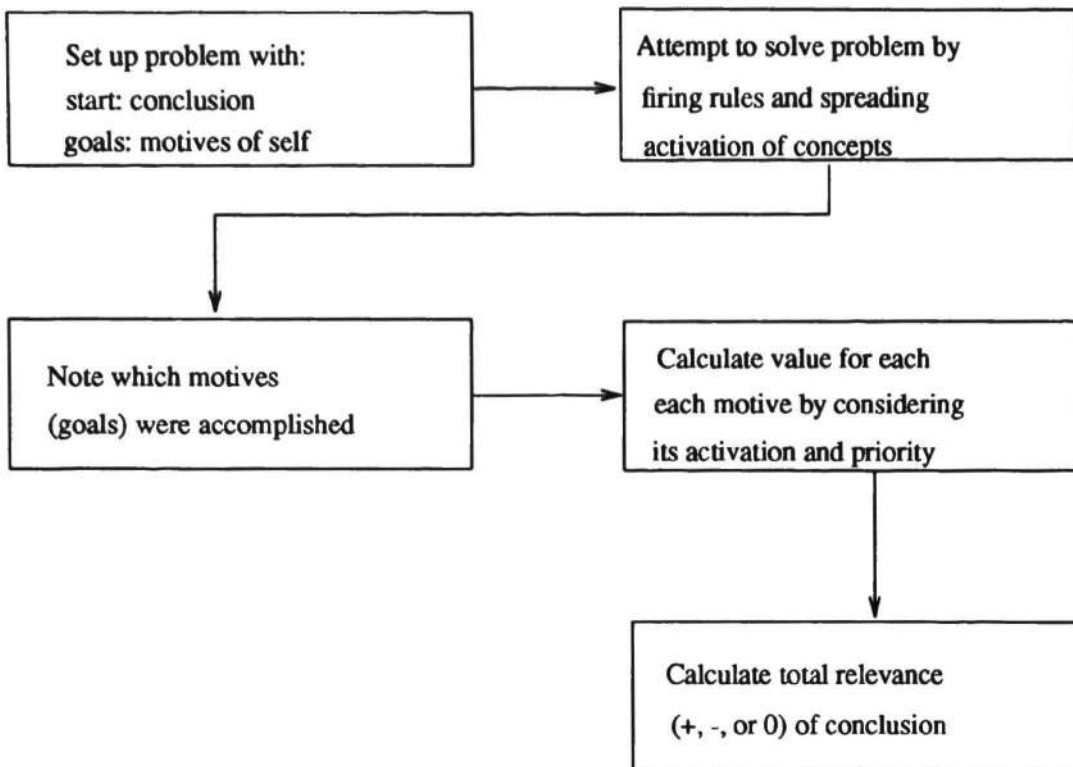 Set up problem with:
start: conclusion
goals: motives of self
Attempt to solve problem by
firing rules and spreading
activation of concepts
Note which motives
(goals) were accomplished
Calculate value for each
each motive by considering
its activation and priority
Calculate total relevance
(+, -, or 0) of conclusion